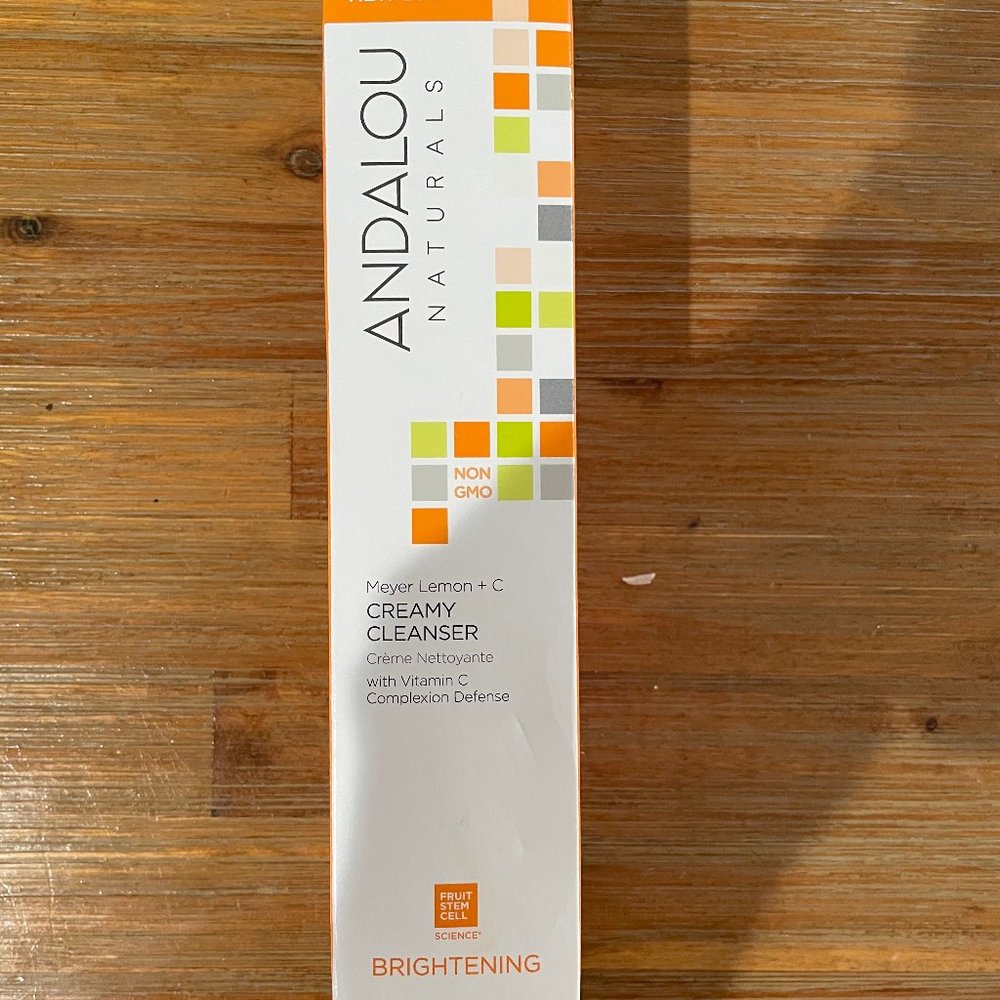 ANDALOU
NATURALS
NON
GMO
Meyer Lemon + C
CREAMY
CLEANSER
Crème Nettoyante
with Vitamin C
Complexion Defense
FRUIT
STEM
CELL
SCIENCE®
BRIGHTENING